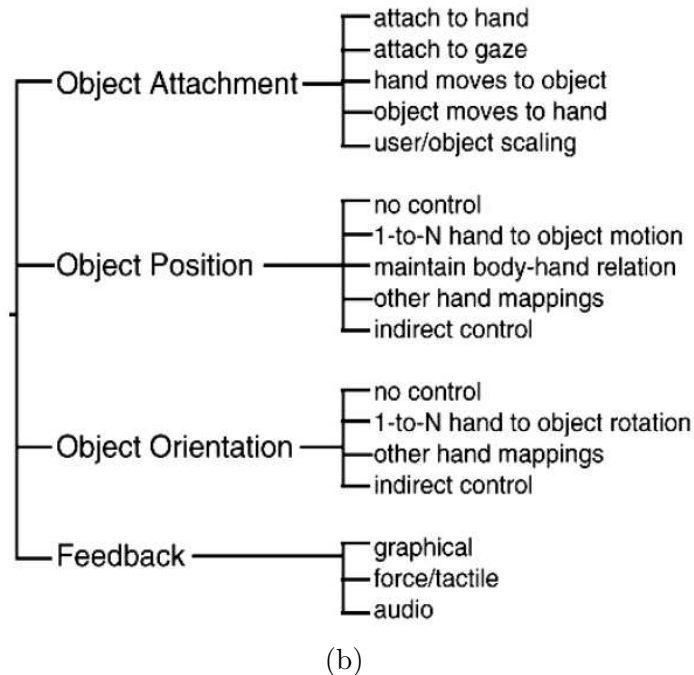 Object Attachment
attach to hand
attach to gaze
hand moves to object
object moves to hand
user/object scaling
Object Position
no control
1-to-N hand to object motion
maintain body-hand relation
other hand mappings
indirect control
Object Orientation
no control
1-to-N hand to object rotation
other hand mappings
indirect control
Feedback
graphical
force/tactile
audio
(b)